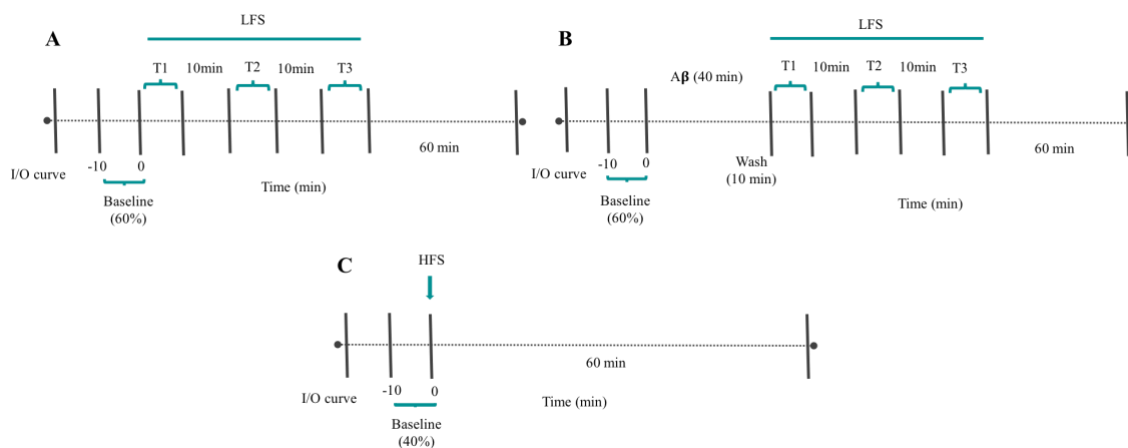 A
LFS
T1
10min
T2
10min
T3
-10
0
60 min
I/O curve
Time (min)
Baseline
(60%)
B
LFS
T1
10min
T2
10min
T3
Aβ (40 min)
-10
0
Wash
(10 min)
60 min
I/O curve
Baseline
(60%)
Time (min)
C
HFS
60 min
-10
0
I/O curve
Time (min)
Baseline
(40%)